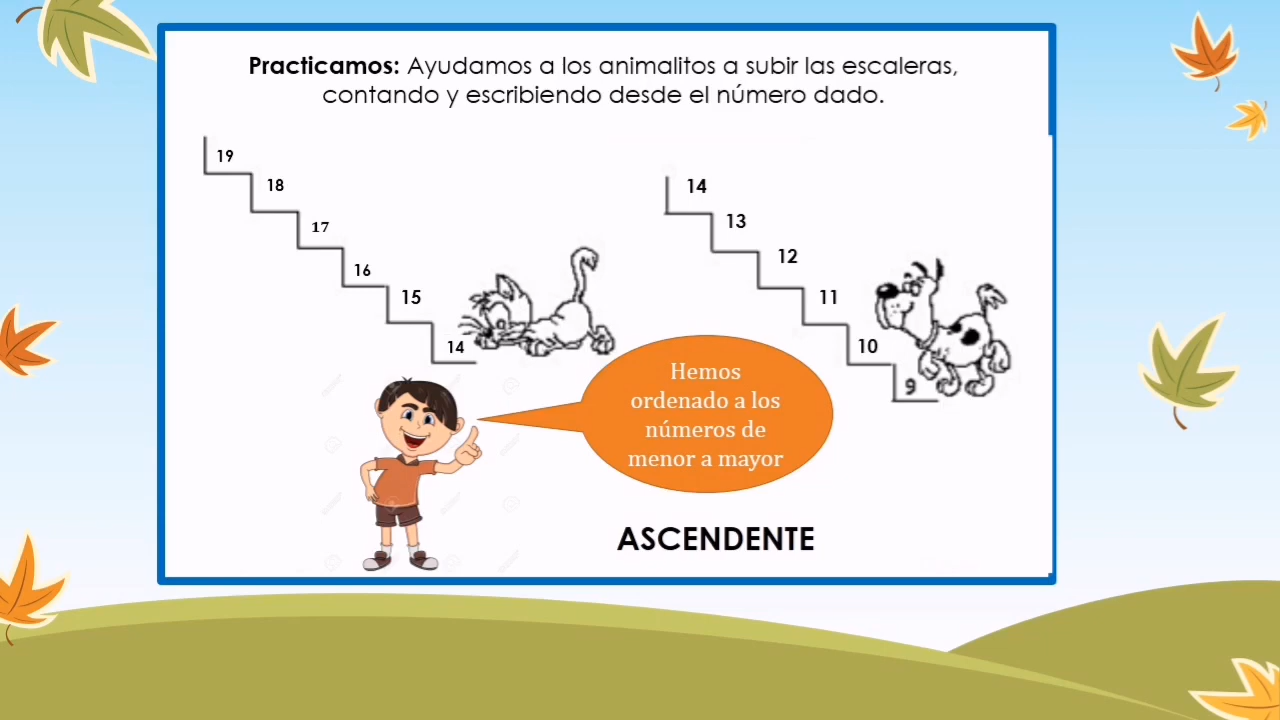 Practicamos: Ayudamos a los animalitos a subir las escaleras,
contando y escribiendo desde el número dado.
19
18
17
16
15
14
14
13
12
11
10
9
Hemos
ordenado a los
números de
menor a mayor
ASCENDENTE